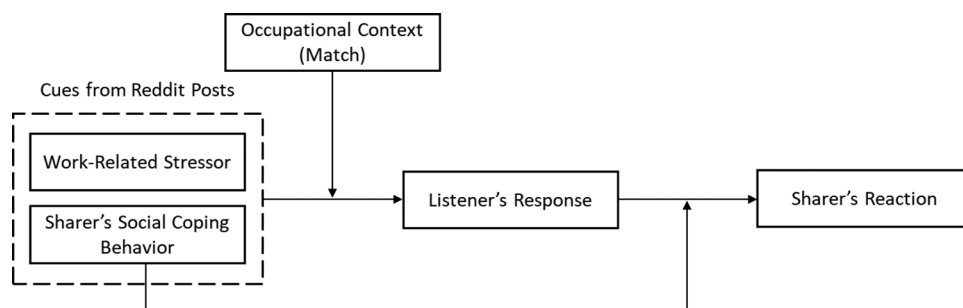 Occupational Context
(Match)
Cues from Reddit Posts
Work-Related Stressor
Sharer's Social Coping
Behavior
Listener's Response
Sharer's Reaction